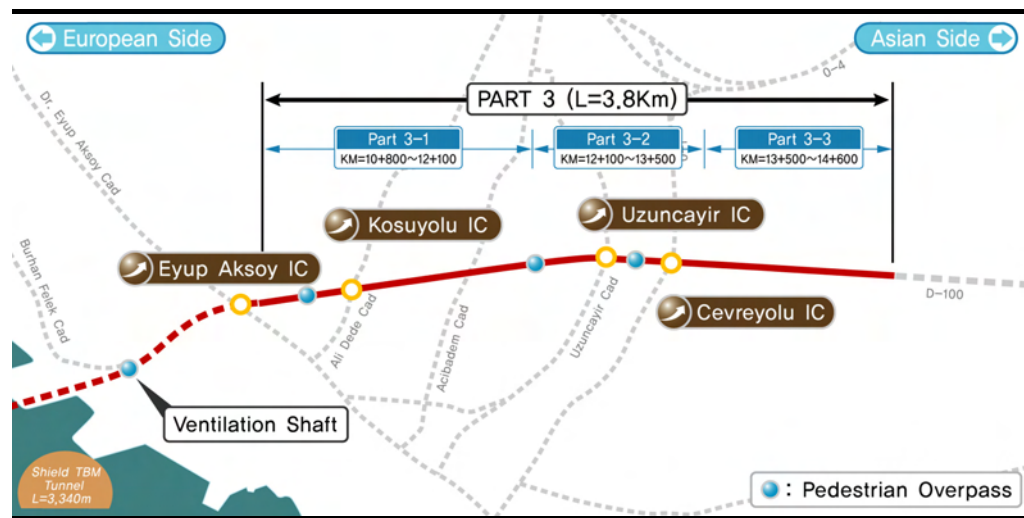 European Side
Asian Side
D-4
PART 3 (L=3.8Km)
Part 3-1
KM=10+800~12+100
Part 3-2
KM=12+100~13+500
Part 3-3
KM=13+500~14+600
Dr. Eyup Aksoy Cad
Kosuyolu IC
Uzuncayir IC
Eyup Aksoy IC
Burhan Felek Cad
D-100
Cevreyolu IC
Ali Dede Cad
Acibadem Cad
Uzuncayir Cad
Ventilation Shaft
Shield TBM
Tunnel
L=3,340m
: Pedestrian Overpass